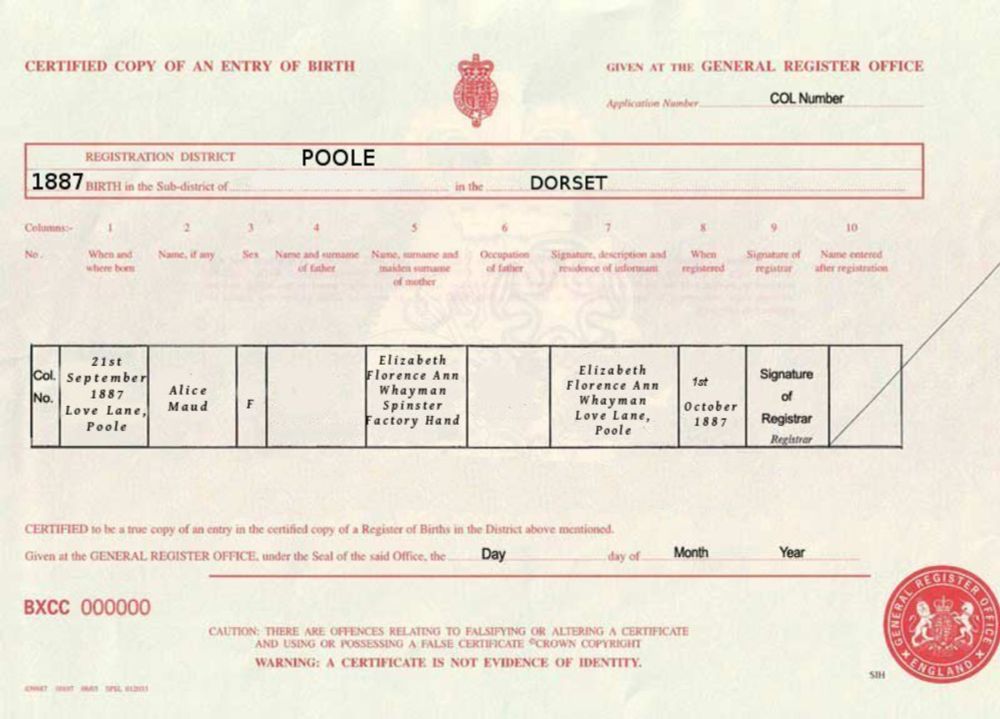 CERTIFIED COPY OF AN ENTRY OF BIRTH
GIVEN AT THE GENERAL REGISTER OFFICE
Application Number COL Number
REGISTRATION DISTRICT POOLE
1887 BIRTH in the Sub-district of in the DORSET
Columns:- 1 2 3 4 5 6 7 8 9 10
No. When and Name, if any Sex Name and surname Name, surname and Occupation Signature, description and When Signature of Name entered
where born of father maiden surname of father residence of informant registered registrar after registration
of mother
Col.
No.
21st
September
1887
Love Lane,
Poole
Alice
Maud
F
Elizabeth
Florence Ann
Whayman
Spinster
Factory Hand
Elizabeth
Florence Ann
Whayman
Love Lane,
Poole
1st
October
1887
Signature
of
Registrar
Registrar
CERTIFIED to be a true copy of an entry in the certified copy of a Register of Births in the District above mentioned.
Given at the GENERAL REGISTER OFFICE, under the Seal of the said Office, the Day day of Month Year
BXCC 000000
CAUTION: THERE ARE OFFENCES RELATING TO FALSIFYING OR ALTERING A CERTIFICATE
AND USING OR POSSESSING A FALSE CERTIFICATE ©CROWN COPYRIGHT
WARNING: A CERTIFICATE IS NOT EVIDENCE OF IDENTITY.
GENERAL REGISTER OFFICE
ENGLAND